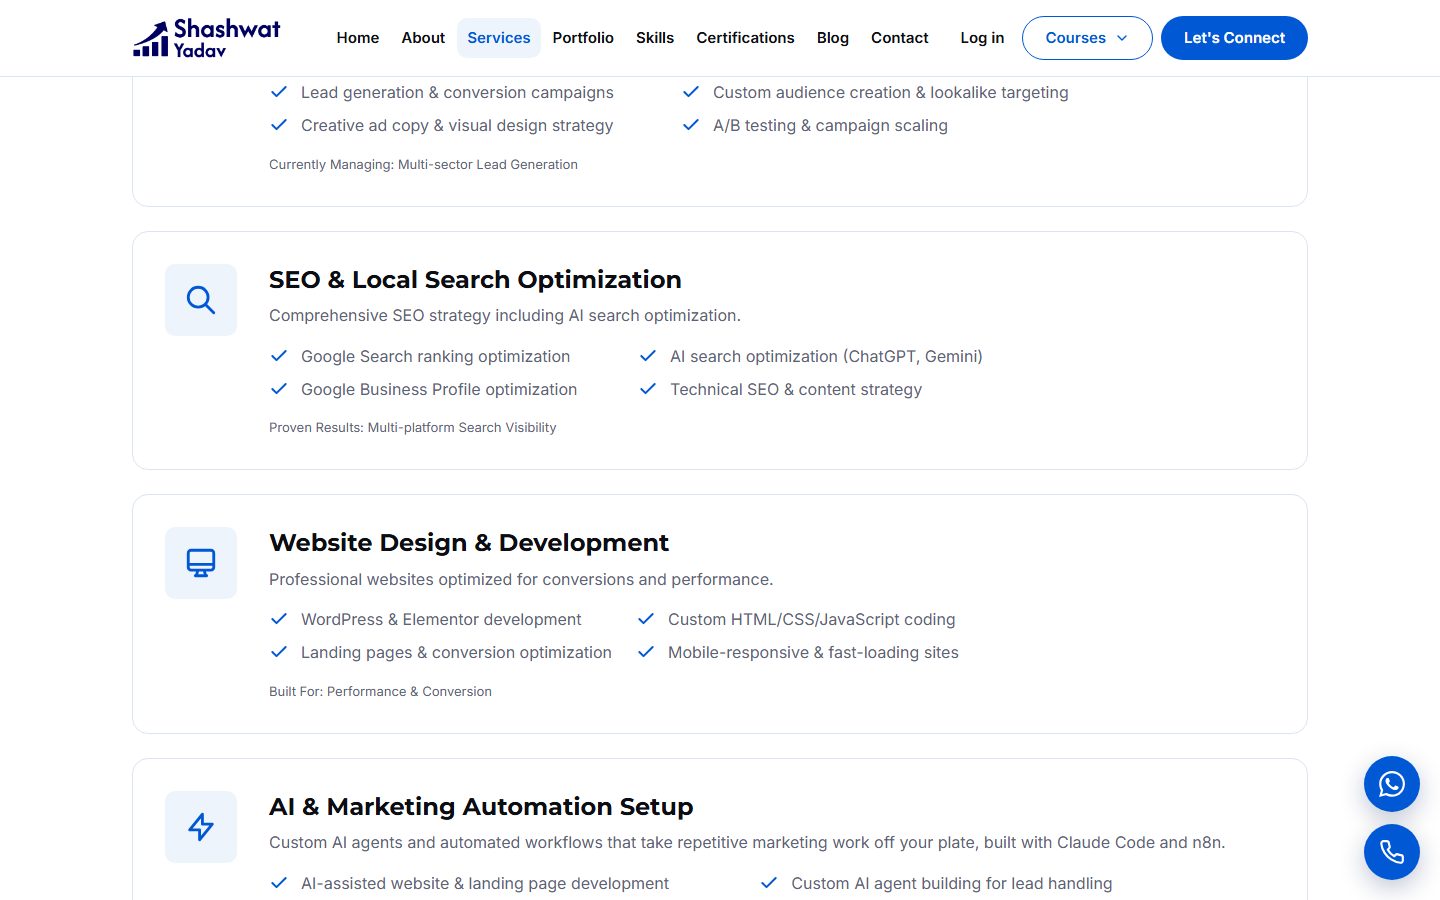 Shashwat
Yadav
Home About Services Portfolio Skills Certifications Blog Contact Log in Courses Let's Connect
Lead generation & conversion campaigns
Custom audience creation & lookalike targeting
Creative ad copy & visual design strategy
A/B testing & campaign scaling
Currently Managing: Multi-sector Lead Generation
SEO & Local Search Optimization
Comprehensive SEO strategy including AI search optimization.
Google Search ranking optimization
AI search optimization (ChatGPT, Gemini)
Google Business Profile optimization
Technical SEO & content strategy
Proven Results: Multi-platform Search Visibility
Website Design & Development
Professional websites optimized for conversions and performance.
WordPress & Elementor development
Custom HTML/CSS/JavaScript coding
Landing pages & conversion optimization
Mobile-responsive & fast-loading sites
Built For: Performance & Conversion
AI & Marketing Automation Setup
Custom AI agents and automated workflows that take repetitive marketing work off your plate, built with Claude Code and n8n.
AI-assisted website & landing page development
Custom AI agent building for lead handling